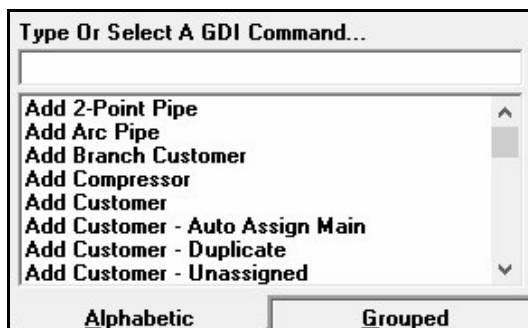 Type Or Select A GDI Command...
Add 2-Point Pipe
Add Arc Pipe
Add Branch Customer
Add Compressor
Add Customer
Add Customer - Auto Assign Main
Add Customer - Duplicate
Add Customer - Unassigned
Alphabetic Grouped